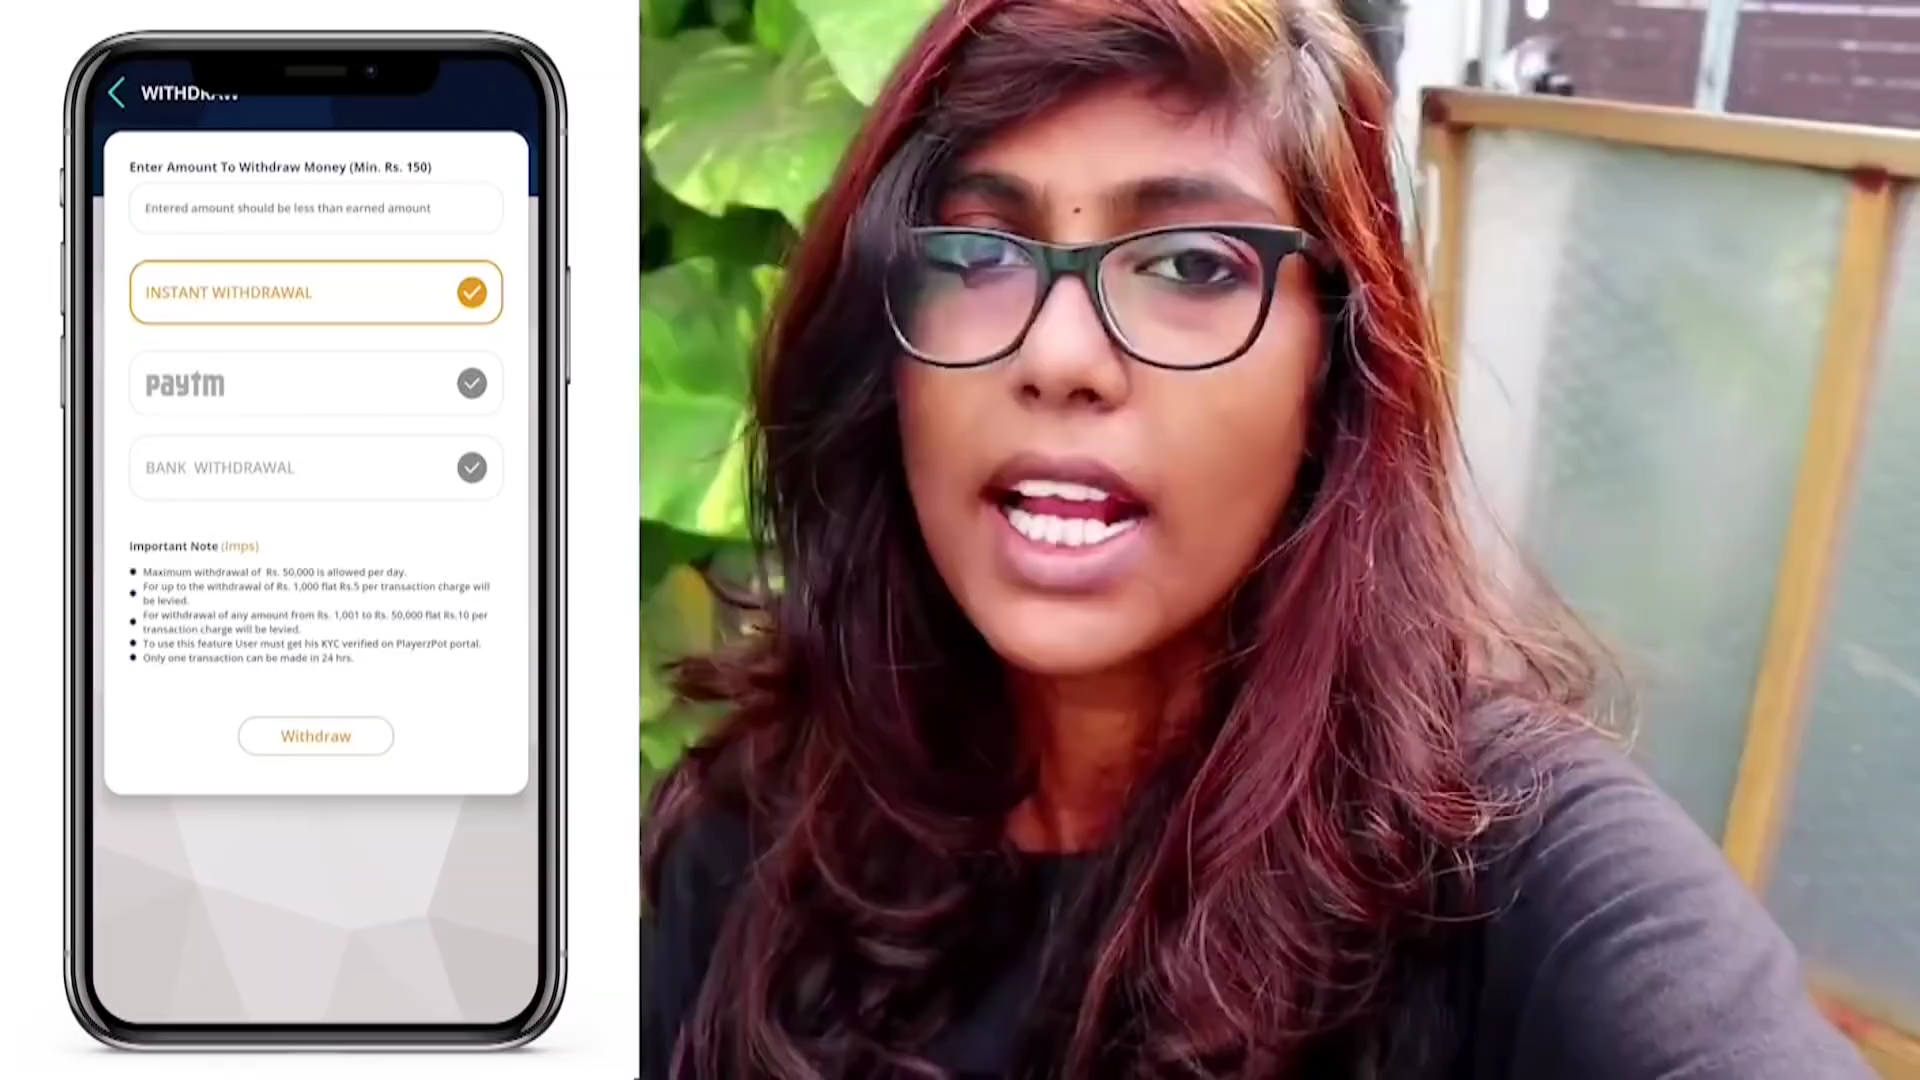 WITHDRAW
Enter Amount To Withdraw Money (Min. Rs. 150)
Entered amount should be less than earned amount
INSTANT WITHDRAWAL
paytm
BANK WITHDRAWAL
Important Note (Imps)
Maximum withdrawal of Rs. 50,000 is allowed per day.
For up to the withdrawal of Rs. 1,000 flat Rs.5 per transaction charge will
be levied.
For withdrawal of any amount from Rs. 1,001 to Rs. 50,000 flat Rs.10 per
transaction charge will be levied.
To use this feature User must get his KYC verified on PlayerzPot portal.
Only one transaction can be made in 24 hrs.
Withdraw